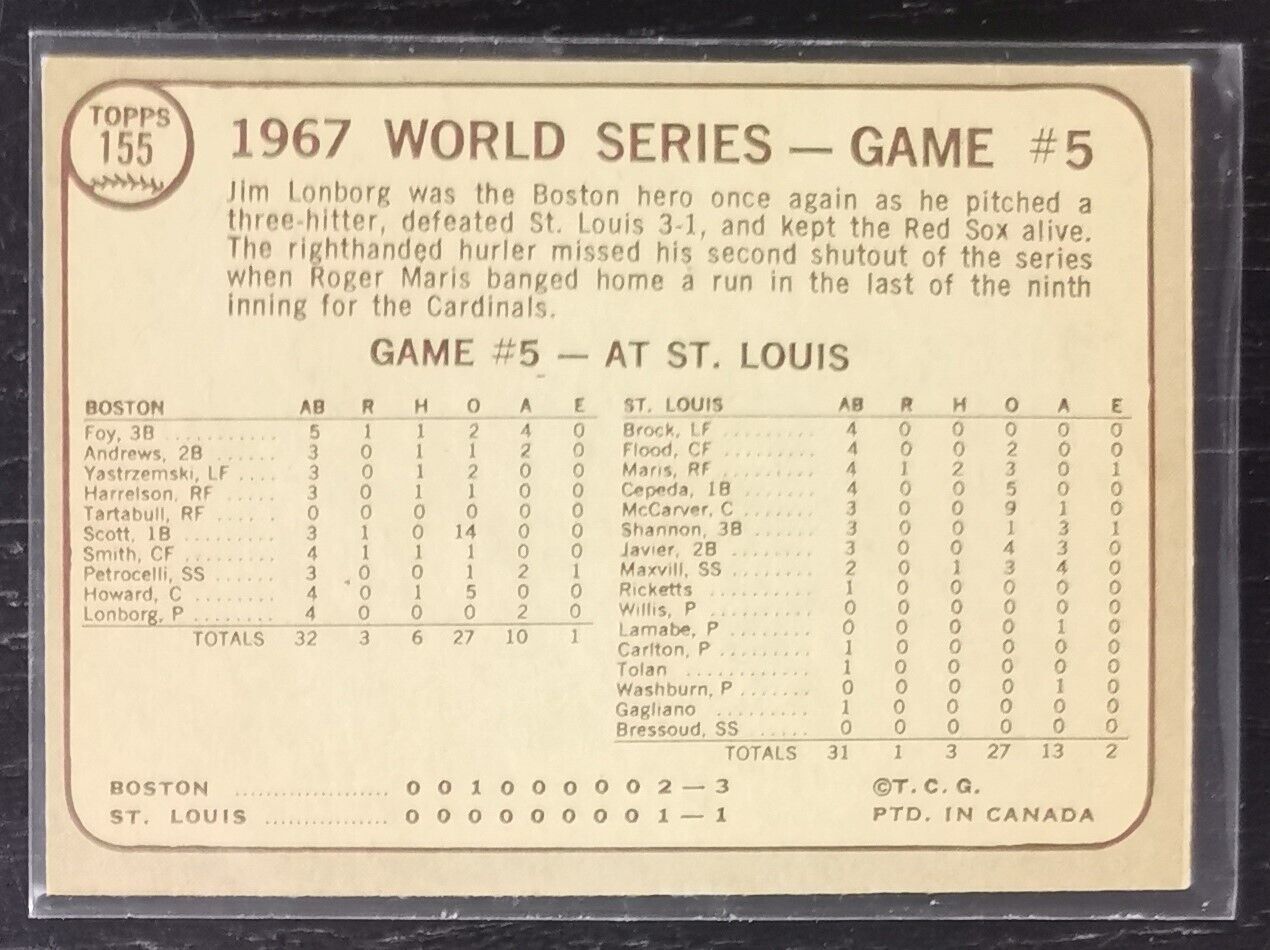 TOPPS
155
1967 WORLD SERIES — GAME #5
Jim Lonborg was the Boston hero once again as he pitched a
three-hitter, defeated St. Louis 3-1, and kept the Red Sox alive.
The righthanded hurler missed his second shutout of the series
when Roger Maris banged home a run in the last of the ninth
inning for the Cardinals.
GAME #5 — AT ST. LOUIS
BOSTON AB R H O A E
Foy, 3B ........... 5 1 1 2 4 0
Andrews, 2B ...... 3 0 1 1 2 0
Yastrzemski, LF .... 3 0 1 2 0 0
Harrelson, RF ..... 3 0 1 1 0 0
Tartabull, RF ...... 0 0 0 0 0 0
Scott, 1B ......... 3 1 0 14 0 0
Smith, CF ......... 4 1 1 1 0 0
Petrocelli, SS ...... 3 0 0 1 2 1
Howard, C ........ 4 0 1 5 0 0
Lonborg, P ........ 4 0 0 0 2 0
TOTALS 32 3 6 27 10 1
ST. LOUIS AB R H O A E
Brock, LF ......... 4 0 0 0 0 0
Flood, CF ......... 4 0 0 2 0 0
Maris, RF ......... 4 1 2 3 0 1
Cepeda, 1B ....... 4 0 0 5 0 0
McCarver, C ....... 3 0 0 9 1 0
Shannon, 3B ...... 3 0 0 1 3 1
Javier, 2B ........ 3 0 0 4 3 0
Maxvill, SS ........ 2 0 1 3 4 0
Ricketts .......... 1 0 0 0 0 0
Willis, P .......... 0 0 0 0 0 0
Lamabe, P ........ 0 0 0 0 1 0
Carlton, P ......... 1 0 0 0 0 0
Tolan ............ 1 0 0 0 0 0
Washburn, P ....... 0 0 0 0 1 0
Gagliano ......... 1 0 0 0 0 0
Bressoud, SS ...... 0 0 0 0 0 0
TOTALS 31 1 3 27 13 2
BOSTON .................... 0 0 1 0 0 0 0 0 2 — 3
ST. LOUIS ................ 0 0 0 0 0 0 0 0 1 — 1
©T. C. G.
PTD. IN CANADA